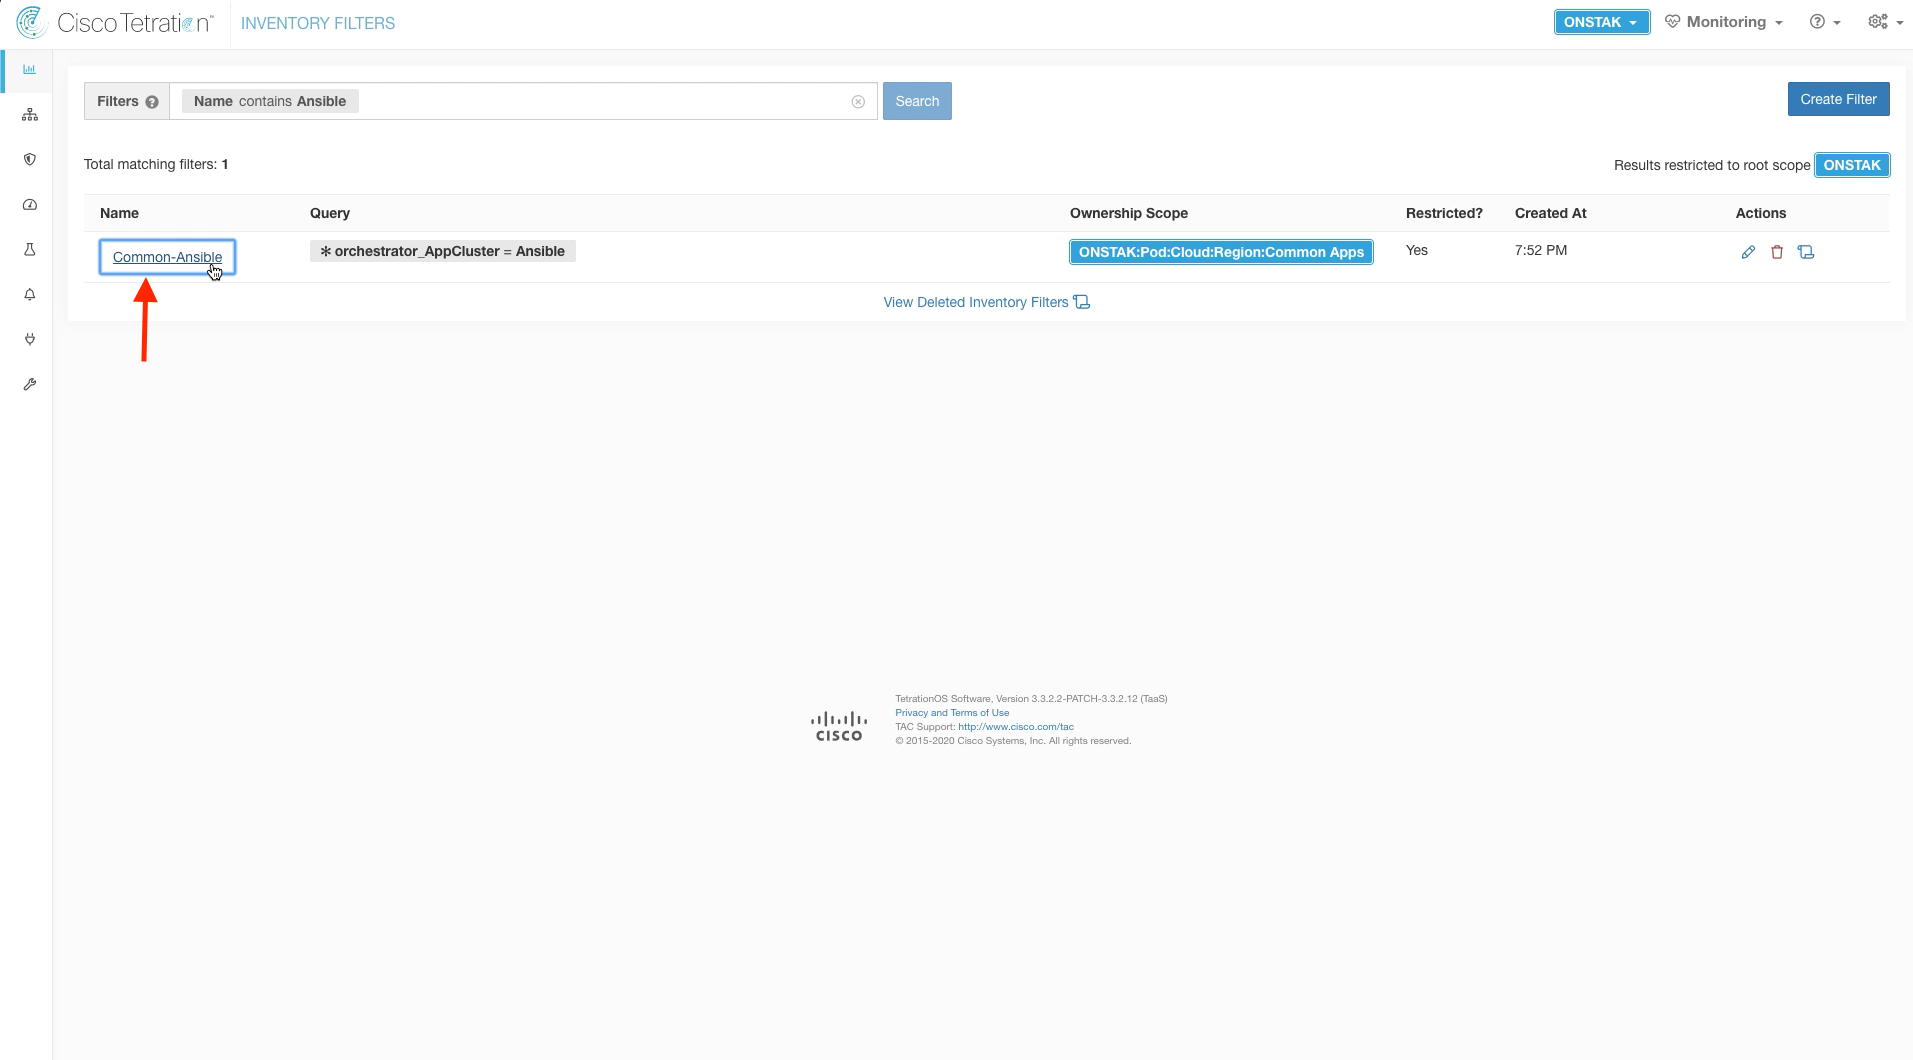 Cisco Tetration™ INVENTORY FILTERS ONSTAK Monitoring
Filters Name contains Ansible Search Create Filter
Total matching filters: 1 Results restricted to root scope ONSTAK
Name Query Ownership Scope Restricted? Created At Actions
Common-Ansible * orchestrator_AppCluster = Ansible ONSTAK:Pod:Cloud:Region:Common Apps Yes 7:52 PM
View Deleted Inventory Filters
CISCO
TetrationOS Software, Version 3.3.2.2-PATCH-3.3.2.12 (TaaS)
Privacy and Terms of Use
TAC Support: http://www.cisco.com/tac
© 2015-2020 Cisco Systems, Inc. All rights reserved.